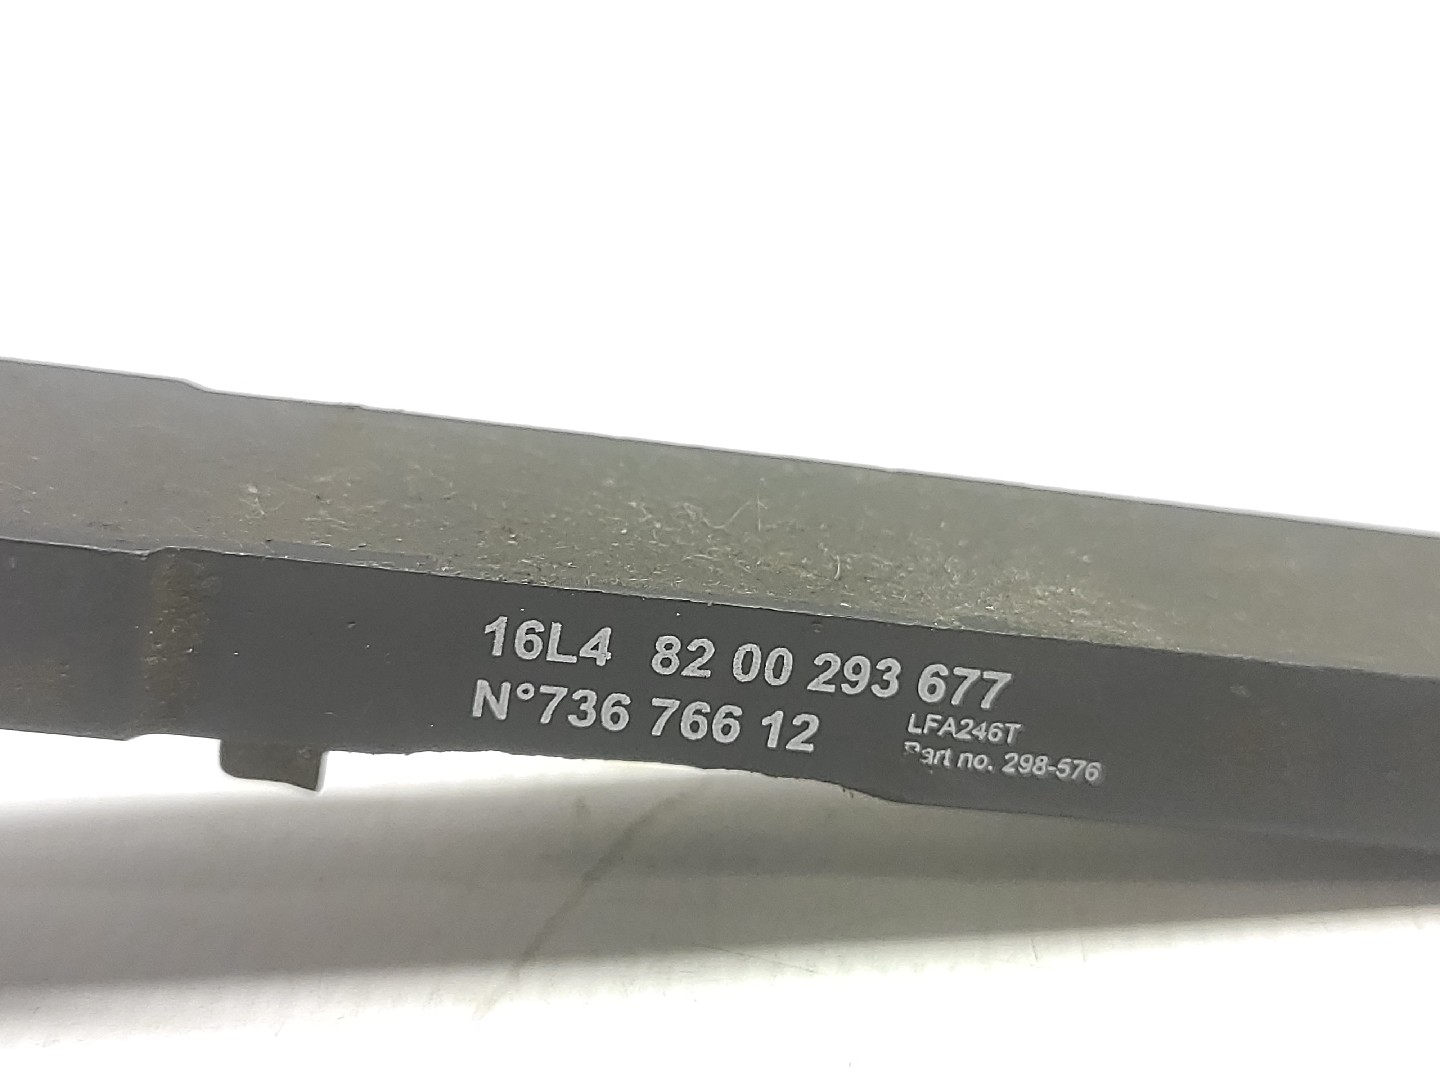 16L4 82 00 293 677
N°736 766 12
LFA246T
Part no. 298-576